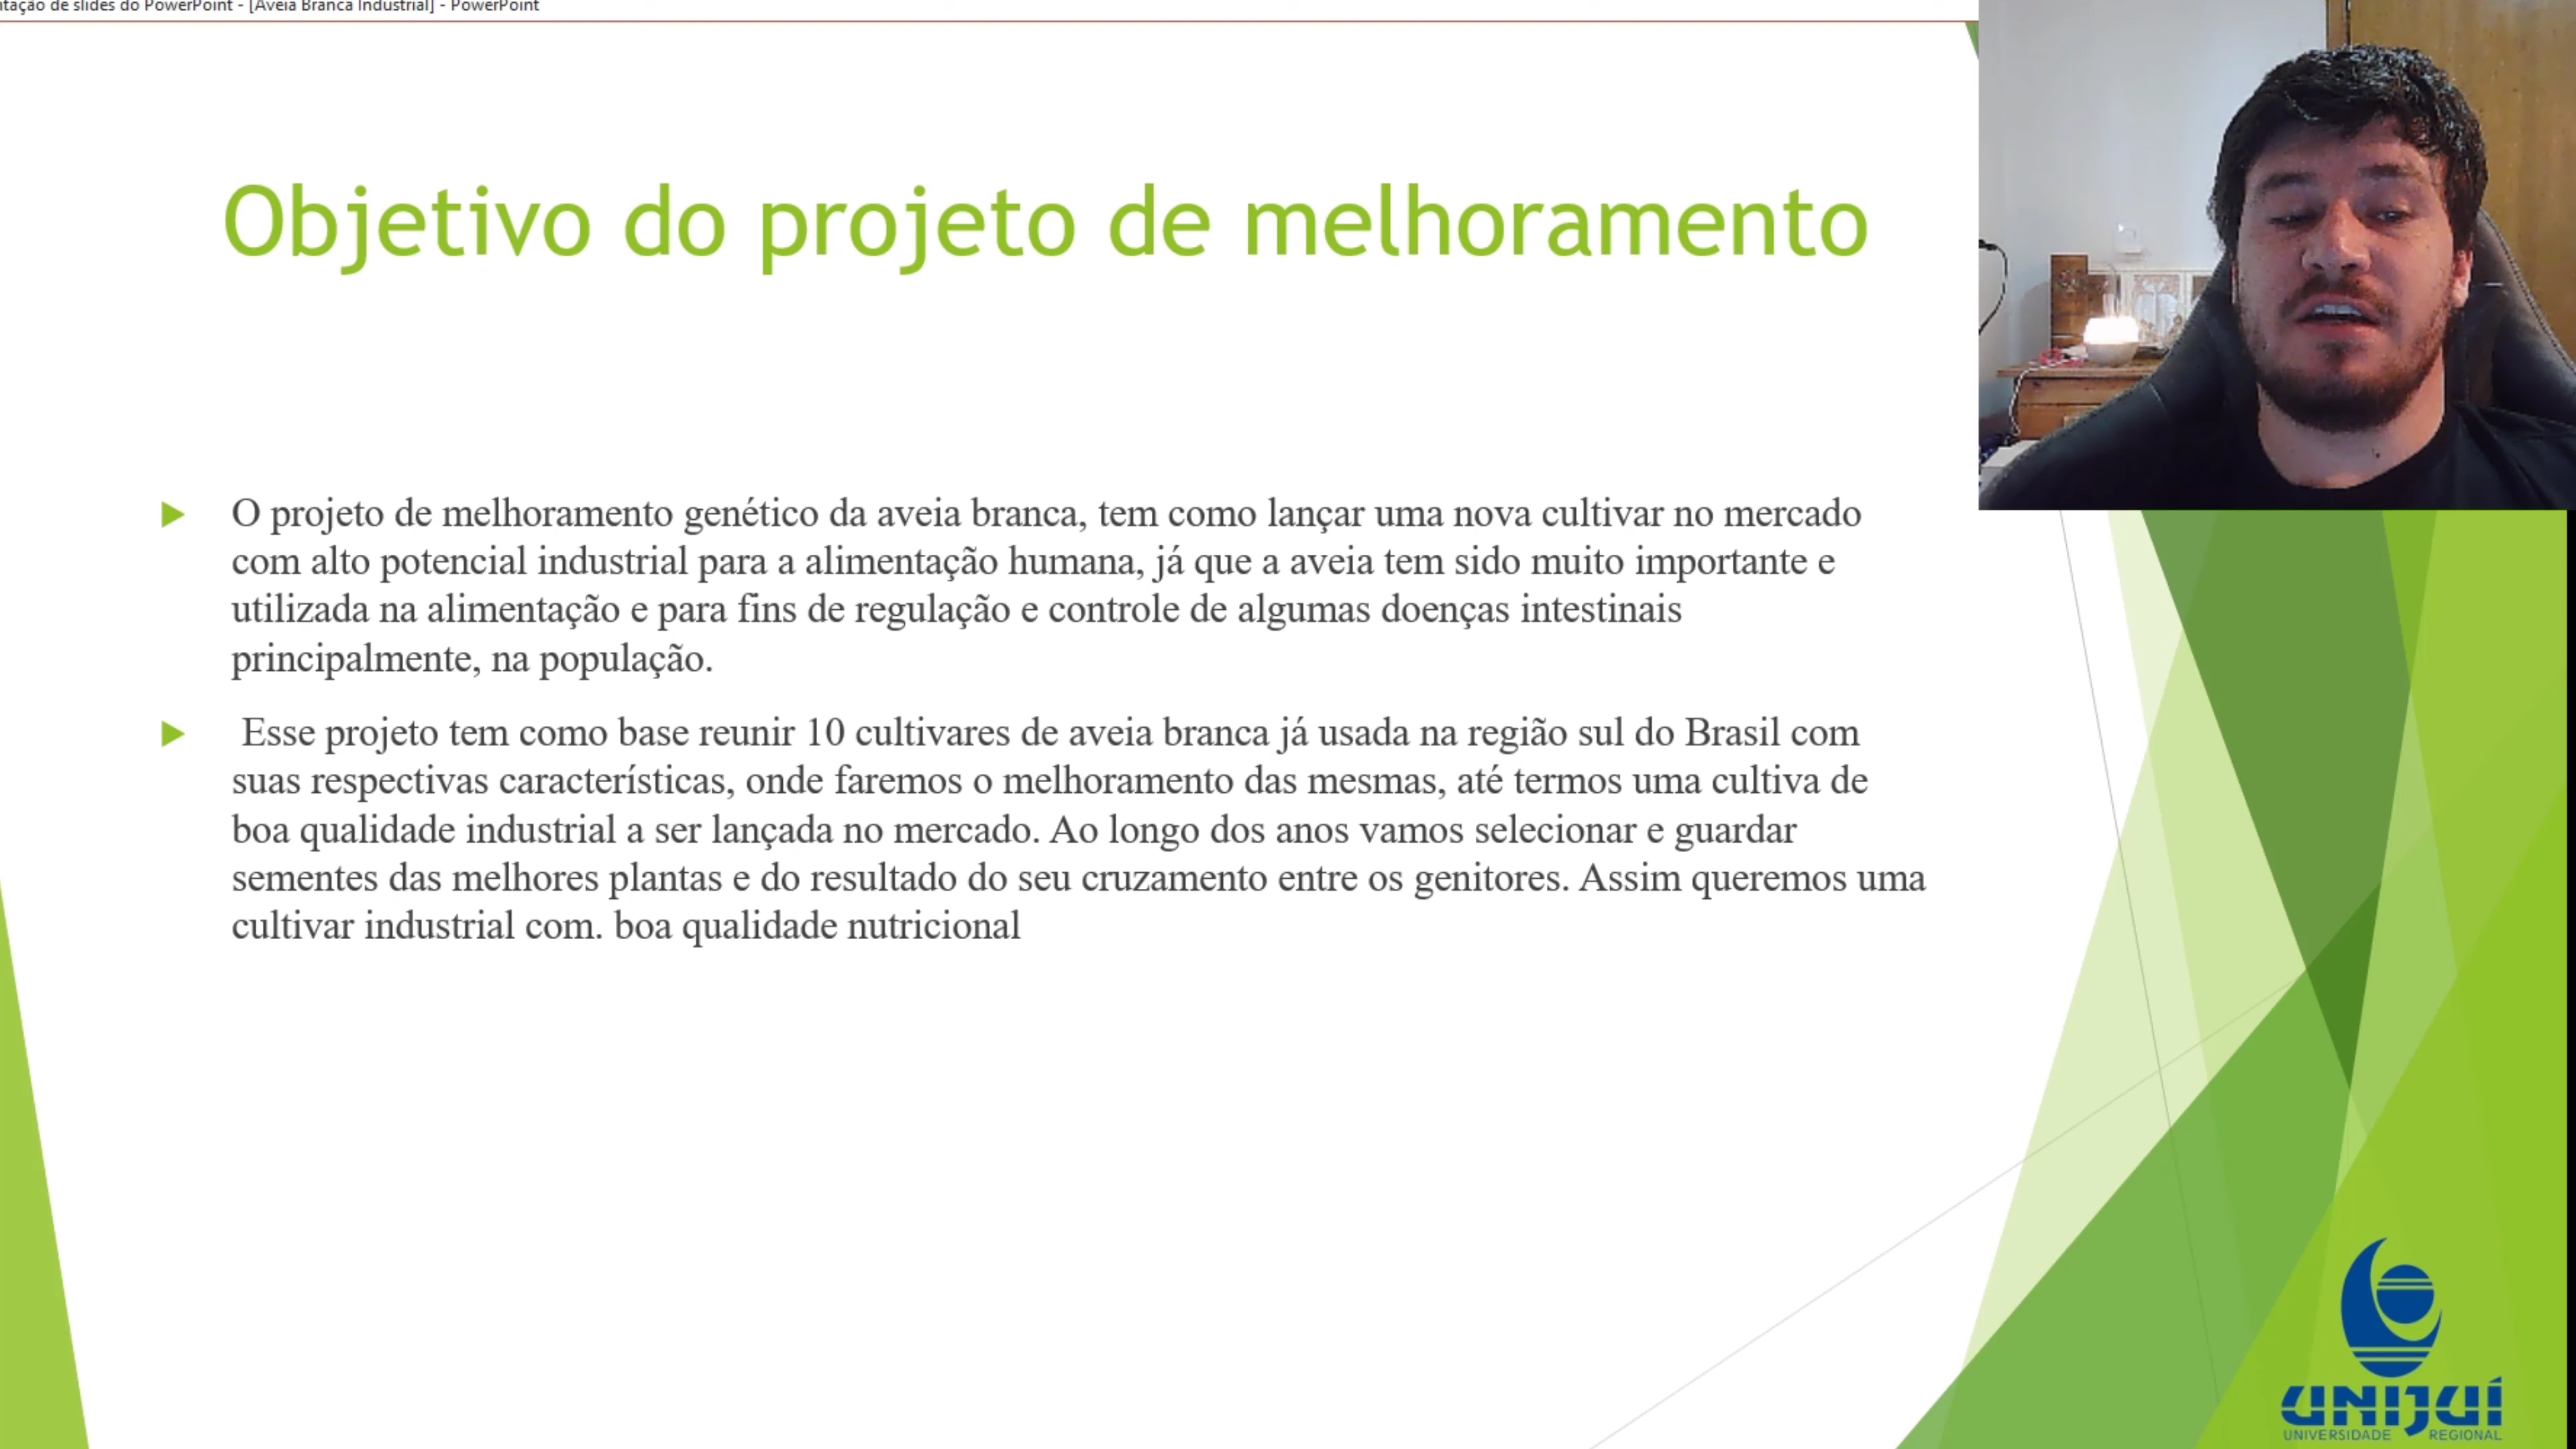 ntação de slides do PowerPoint - [Aveia Branca Industrial] - PowerPoint
Objetivo do projeto de melhoramento
O projeto de melhoramento genético da aveia branca, tem como lançar uma nova cultivar no mercado
com alto potencial industrial para a alimentação humana, já que a aveia tem sido muito importante e
utilizada na alimentação e para fins de regulação e controle de algumas doenças intestinais
principalmente, na população.
Esse projeto tem como base reunir 10 cultivares de aveia branca já usada na região sul do Brasil com
suas respectivas características, onde faremos o melhoramento das mesmas, até termos uma cultiva de
boa qualidade industrial a ser lançada no mercado. Ao longo dos anos vamos selecionar e guardar
sementes das melhores plantas e do resultado do seu cruzamento entre os genitores. Assim queremos uma
cultivar industrial com. boa qualidade nutricional
UNIJUÍ
UNIVERSIDADE REGIONAL